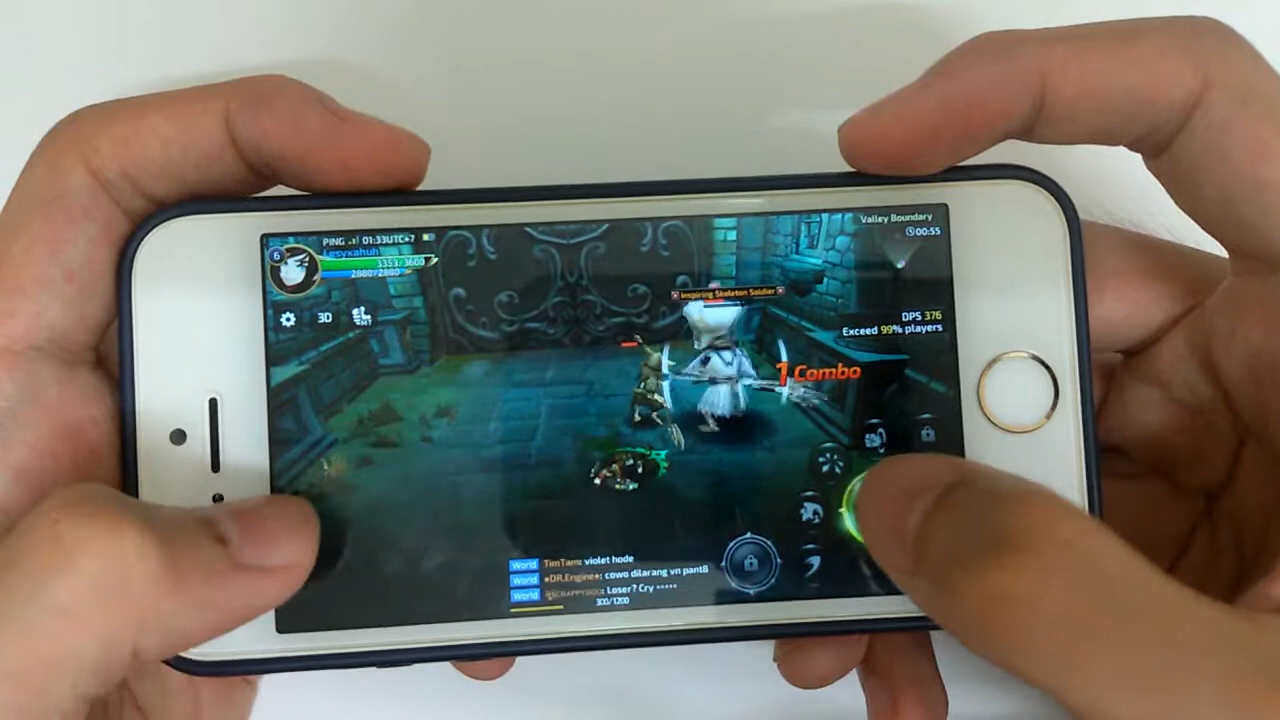 PING 01:33UTC+7
6
Lesyxahuh
3353/3600
2880/2880
3D
Valley Boundary
00:55
Inspiring Skeleton Soldier
DPS 376
Exceed 99% players
1 Combo
World TimTam: violet hode
World ♠DR.Engine♠: cowo dilarang vn pant8
World : Loser? Cry *****
300/1200